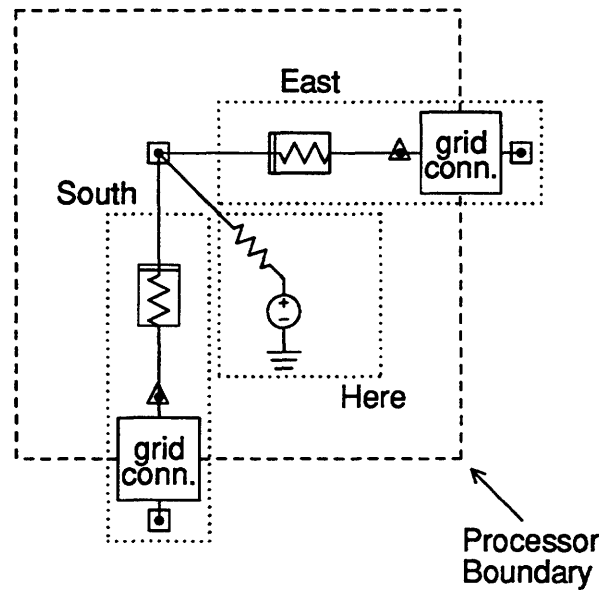 East
grid
conn.
South
+
-
Here
grid
conn.
Processor
Boundary